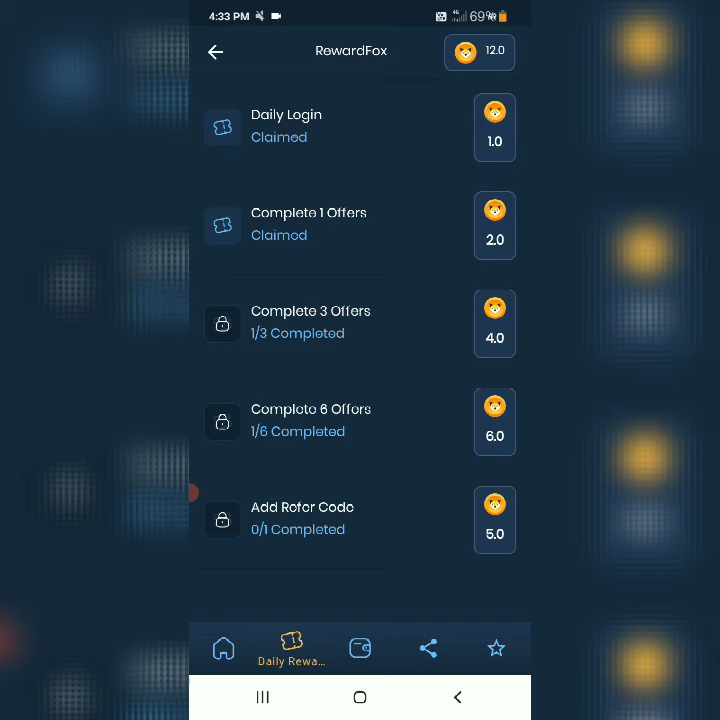 4:33 PM 4G 69%
RewardFox 12.0
Daily Login
Claimed
1.0
Complete 1 Offers
Claimed
2.0
Complete 3 Offers
1/3 Completed
4.0
Complete 6 Offers
1/6 Completed
6.0
Add Refer Code
0/1 Completed
5.0
Daily Rewa...